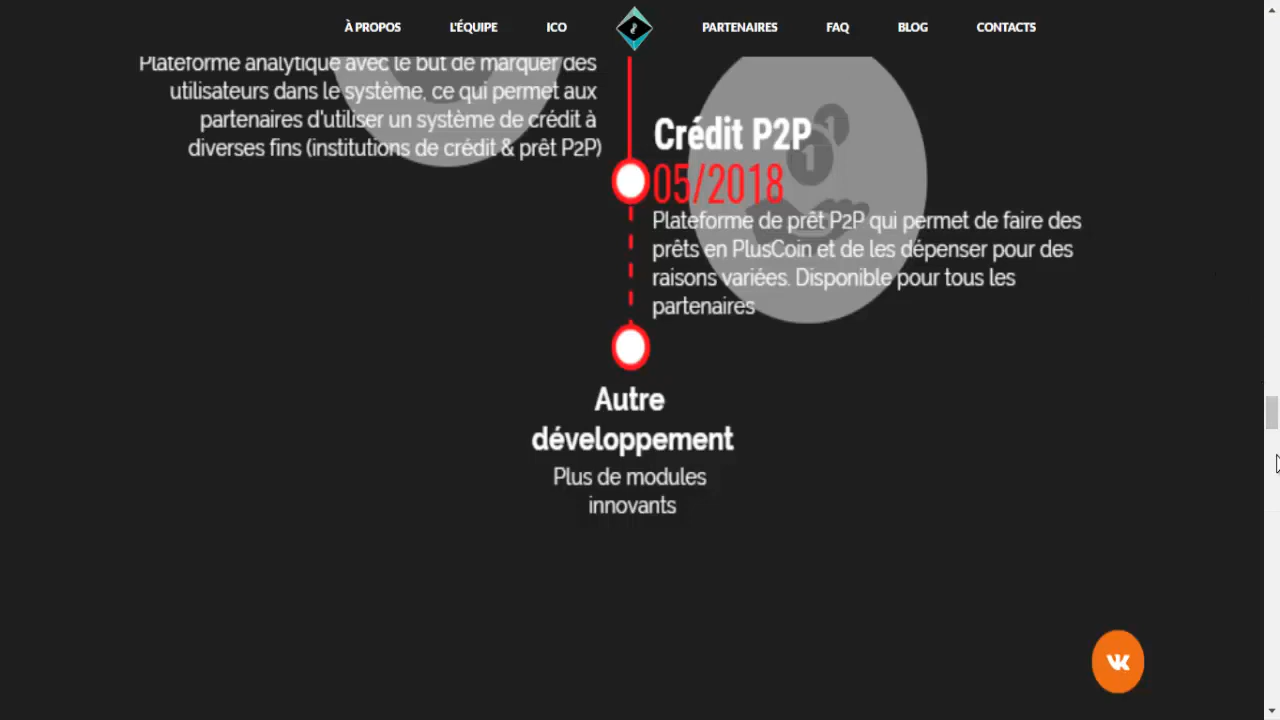 À PROPOS
L'ÉQUIPE
ICO
PARTENAIRES
FAQ
BLOG
CONTACTS
Plateforme analytique avec le but de marquer des
utilisateurs dans le système, ce qui permet aux
partenaires d'utiliser un système de crédit à
diverses fins (institutions de crédit & prêt P2P)
Crédit P2P
05/2018
Plateforme de prêt P2P qui permet de faire des
prêts en PlusCoin et de les dépenser pour des
raisons variées. Disponible pour tous les
partenaires
1
1
Autre
développement
Plus de modules
innovants